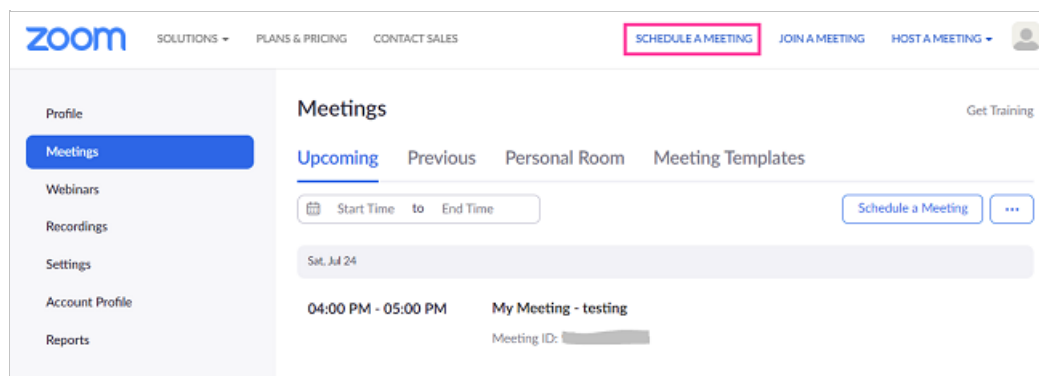 zoom SOLUTIONS PLANS & PRICING CONTACT SALES SCHEDULE A MEETING JOIN A MEETING HOST A MEETING
Profile
Meetings
Webinars
Recordings
Settings
Account Profile
Reports
Meetings
Get Training
Upcoming Previous Personal Room Meeting Templates
Start Time to End Time
Schedule a Meeting ...
Sat, Jul 24
04:00 PM - 05:00 PM My Meeting - testing
Meeting ID: